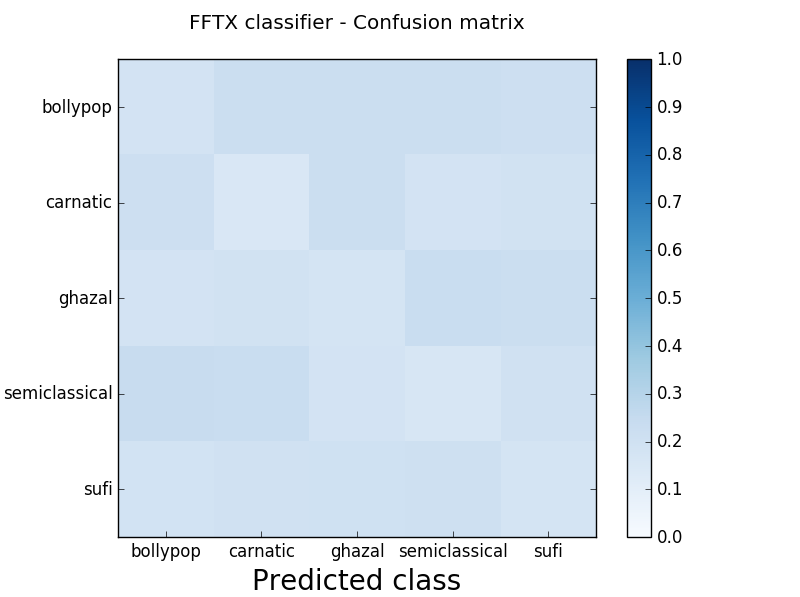 FFTX classifier - Confusion matrix
bollypop
carnatic
ghazal
semiclassical
sufi
bollypop carnatic ghazal semiclassical sufi
Predicted class
1.0
0.9
0.8
0.7
0.6
0.5
0.4
0.3
0.2
0.1
0.0